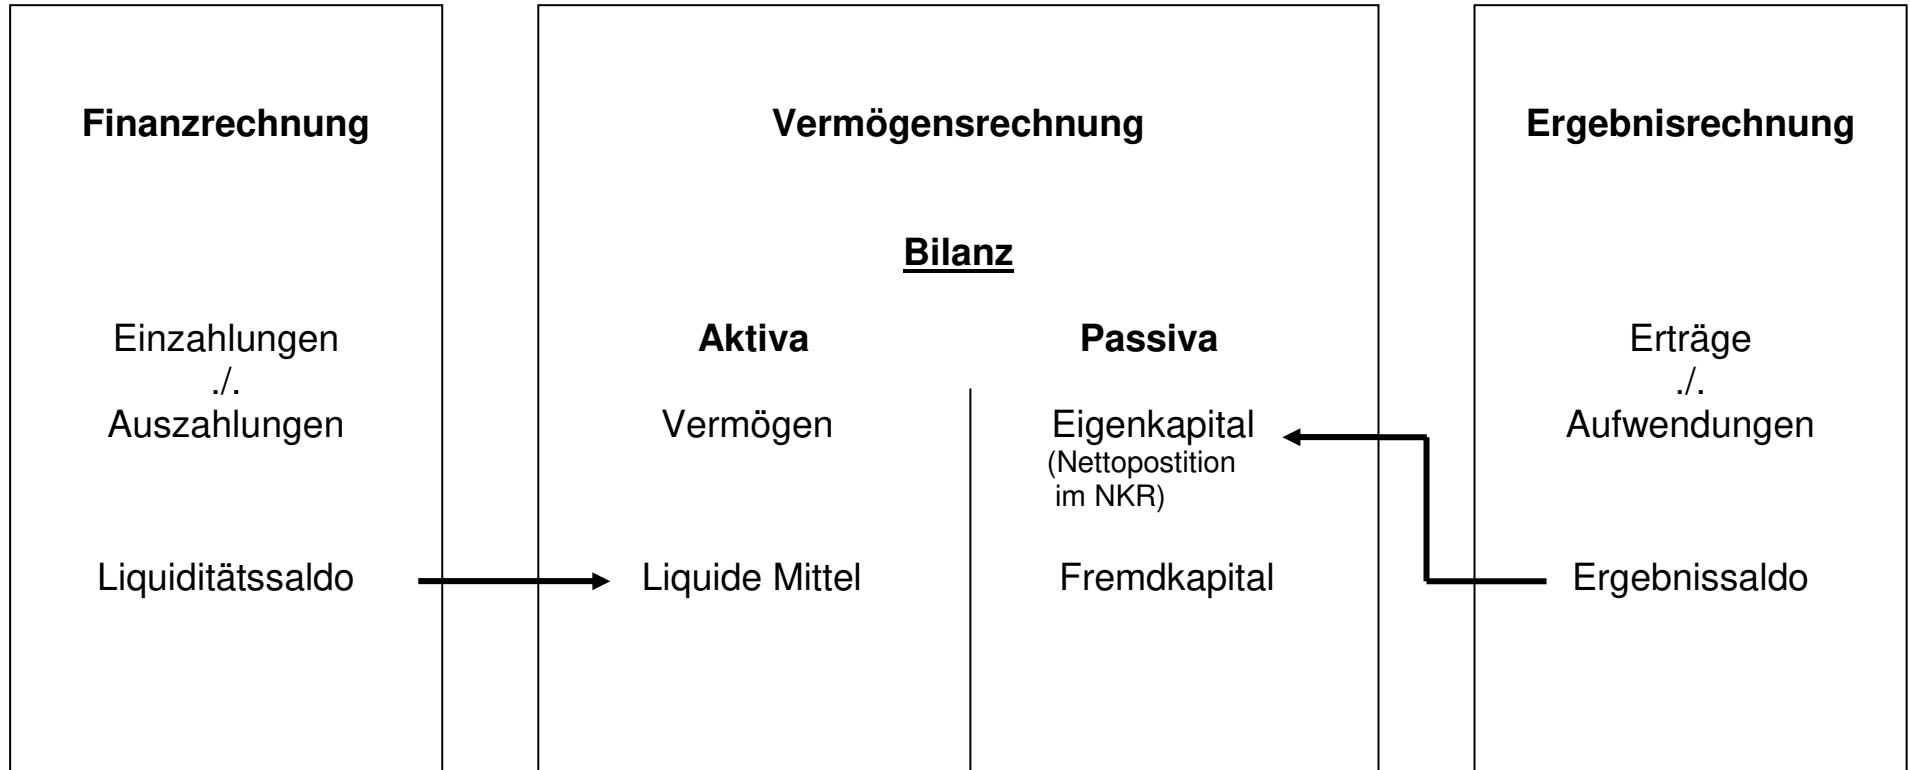 Finanzrechnung
Einzahlungen
./.
Auszahlungen
Liquiditätssaldo
Vermögensrechnung
Bilanz
Aktiva
Vermögen
Liquide Mittel
Passiva
Eigenkapital
(Nettopostition
im NKR)
Fremdkapital
Ergebnisrechnung
Erträge
./.
Aufwendungen
Ergebnissaldo